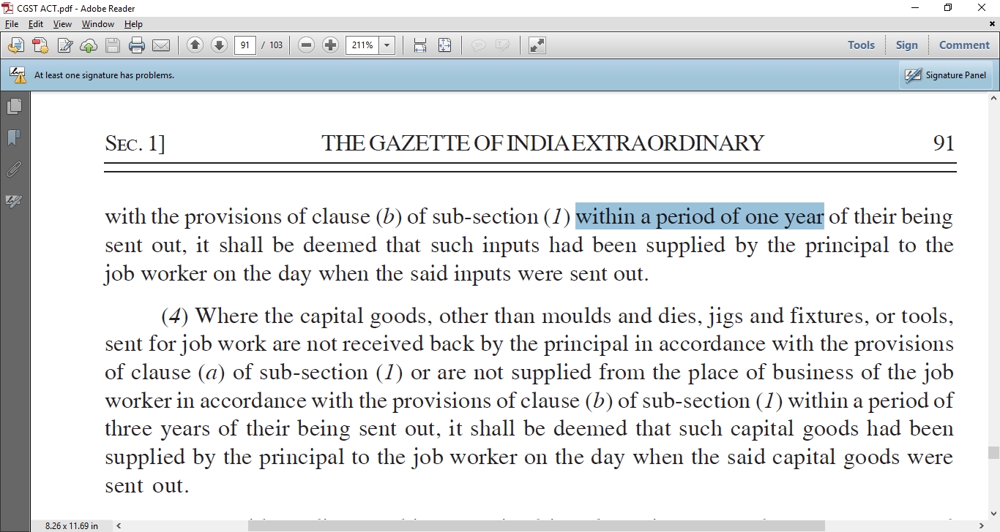 CGST ACT.pdf - Adobe Reader
File Edit View Window Help
91 / 103 211% Tools Sign Comment
At least one signature has problems. Signature Panel
SEC. 1] THE GAZETTE OF INDIA EXTRAORDINARY 91
with the provisions of clause (b) of sub-section (1) within a period of one year of their being
sent out, it shall be deemed that such inputs had been supplied by the principal to the
job worker on the day when the said inputs were sent out.
(4) Where the capital goods, other than moulds and dies, jigs and fixtures, or tools,
sent for job work are not received back by the principal in accordance with the provisions
of clause (a) of sub-section (1) or are not supplied from the place of business of the job
worker in accordance with the provisions of clause (b) of sub-section (1) within a period of
three years of their being sent out, it shall be deemed that such capital goods had been
supplied by the principal to the job worker on the day when the said capital goods were
sent out.
8.26 x 11.69 in